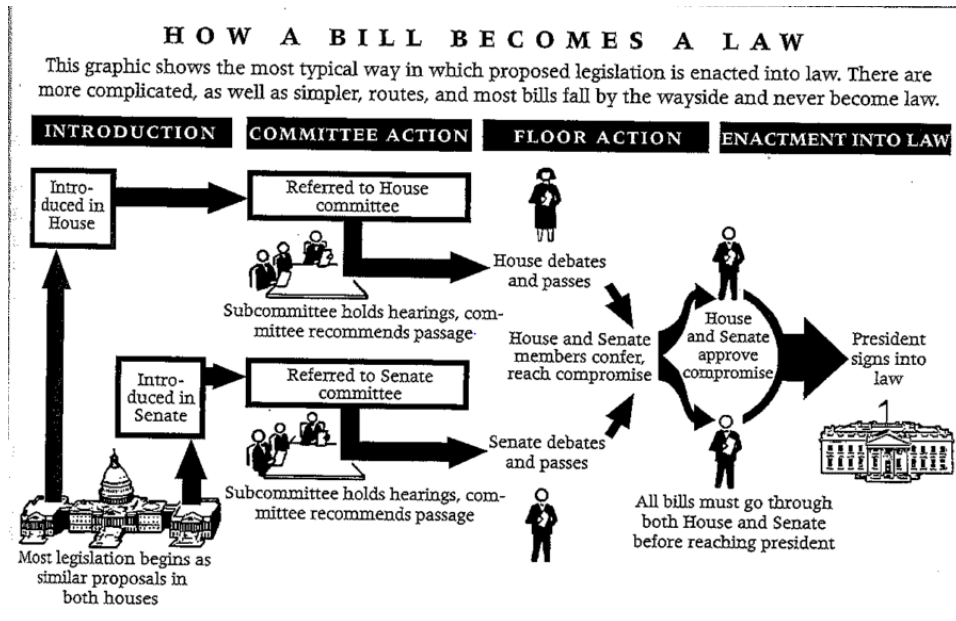 HOW A BILL BECOMES A LAW
This graphic shows the most typical way in which proposed legislation is enacted into law. There are
more complicated, as well as simpler, routes, and most bills fall by the wayside and never become law.
INTRODUCTION
COMMITTEE ACTION
FLOOR ACTION
ENACTMENT INTO LAW
Intro-
duced in
House
Referred to House
committee
Subcommittee holds hearings, com-
mittee recommends passage
House debates
and passes
Intro-
duced in
Senate
Referred to Senate
committee
Subcommittee holds hearings, com-
mittee recommends passage
Senate debates
and passes
House and Senate
members confer,
reach compromise
House
and Senate
approve
compromise
President
signs into
law
All bills must go through
both House and Senate
before reaching president
Most legislation begins as
similar proposals in
both houses